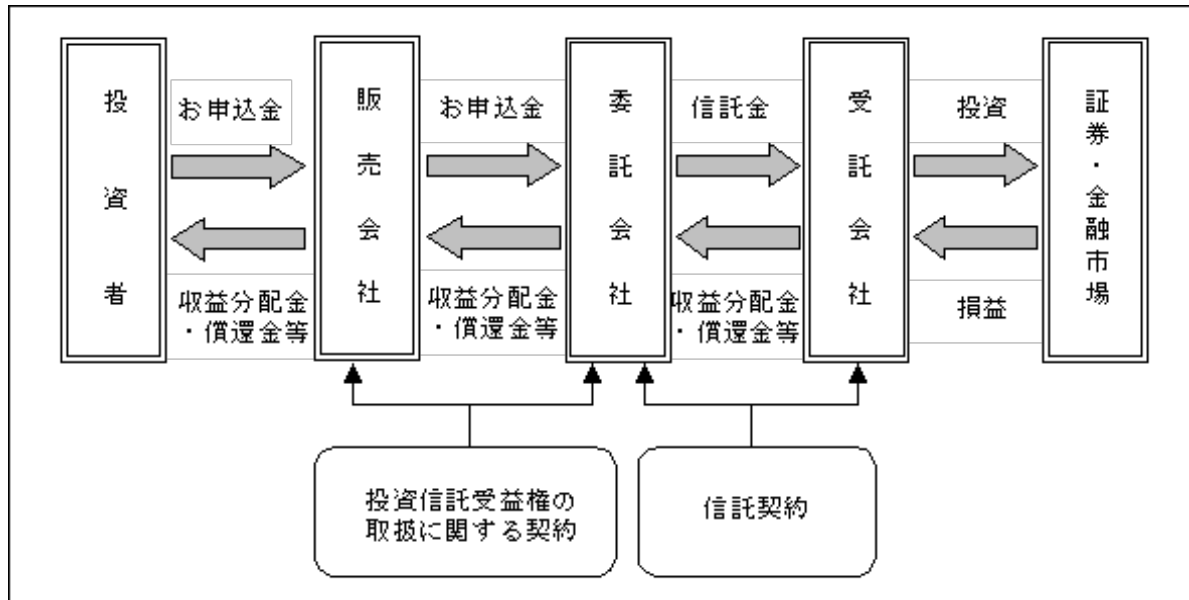 投資者
お申込金
収益分配金
・償還金等
販売会社
お申込金
収益分配金
・償還金等
委託会社
信託金
収益分配金
・償還金等
受託会社
投資
損益
証券・金融市場
投資信託受益権の
取扱に関する契約
信託契約